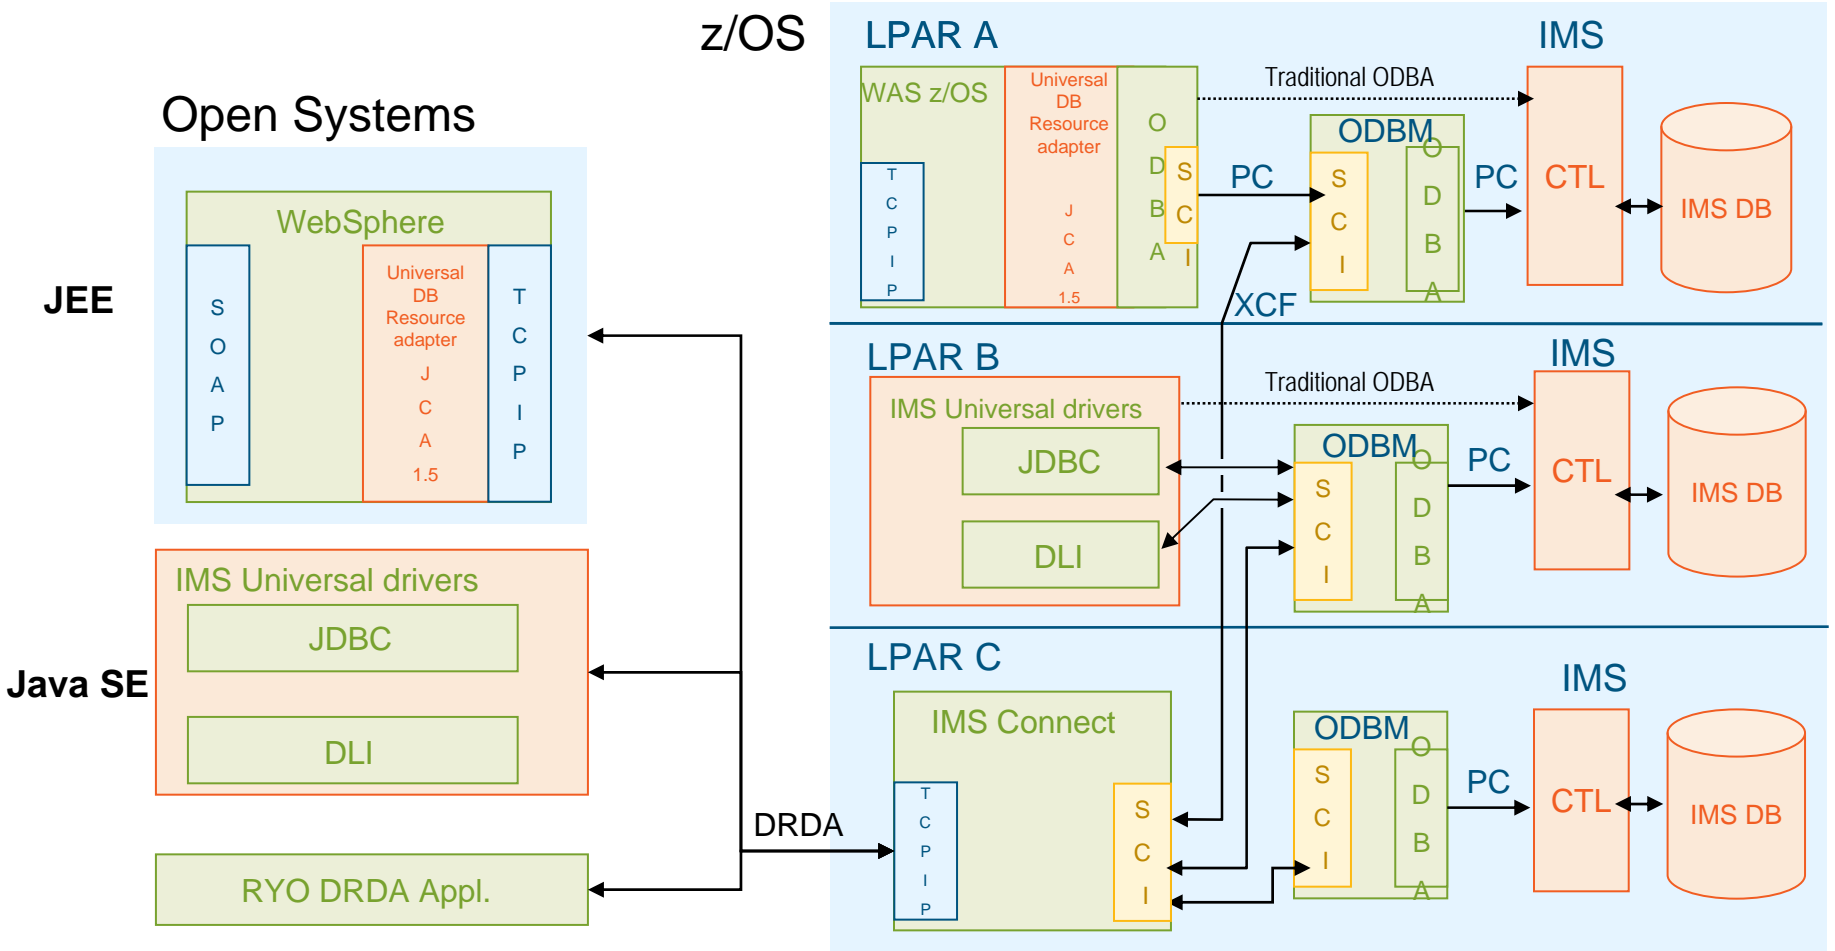 z/OS
Open Systems
JEE
WebSphere
S
O
A
P
Universal
DB
Resource
adapter
J
C
A
1.5
T
C
P
I
P
Java SE
IMS Universal drivers
JDBC
DLI
RYO DRDA Appl.
DRDA
LPAR A
IMS
WAS z/OS
T
C
P
I
P
Universal
DB
Resource
adapter
J
C
A
1.5
O
D
B
A
S
C
I
Traditional ODBA
PC
XCF
ODBM
S
C
I
O
D
B
A
PC
CTL
IMS DB
LPAR B
IMS
IMS Universal drivers
JDBC
DLI
Traditional ODBA
ODBM
S
C
I
O
D
B
A
PC
CTL
IMS DB
LPAR C
IMS
IMS Connect
T
C
P
I
P
S
C
I
ODBM
S
C
I
O
D
B
A
PC
CTL
IMS DB